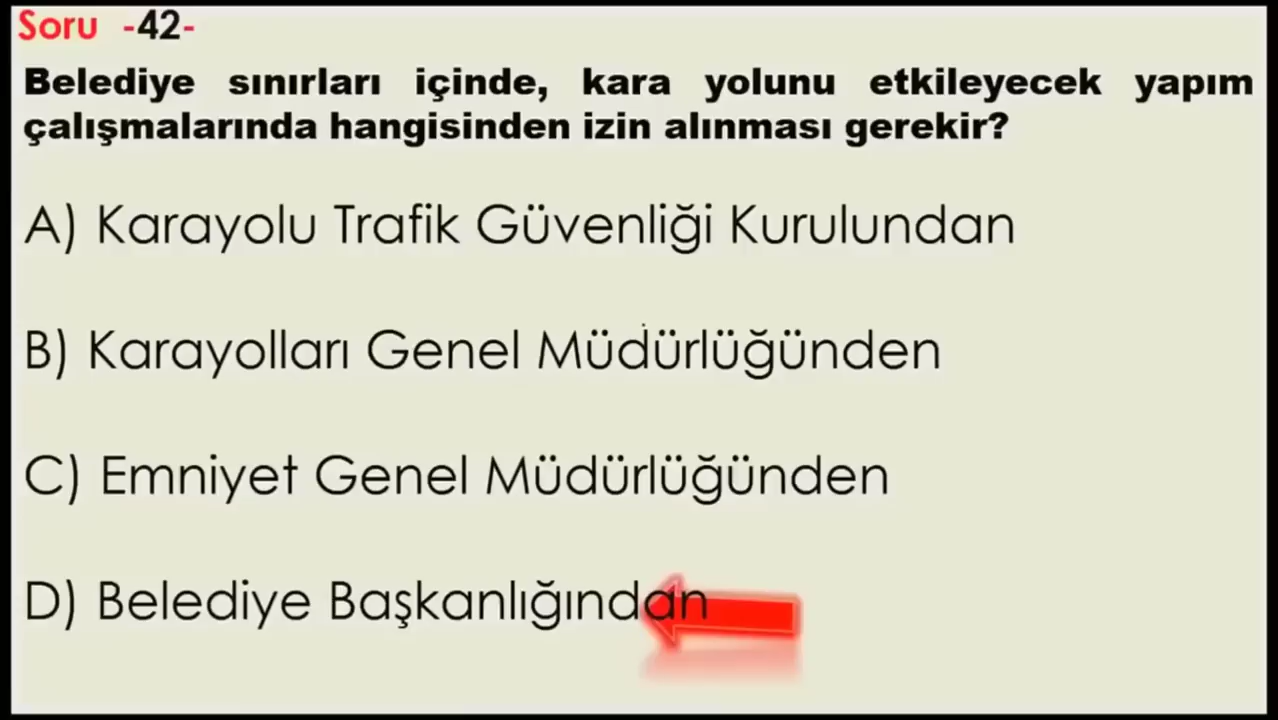 Soru -42-
Belediye sınırları içinde, kara yolunu etkileyecek yapım
çalışmalarında hangisinden izin alınması gerekir?
A) Karayolu Trafik Güvenliği Kurulundan
B) Karayolları Genel Müdürlüğünden
C) Emniyet Genel Müdürlüğünden
D) Belediye Başkanlığından